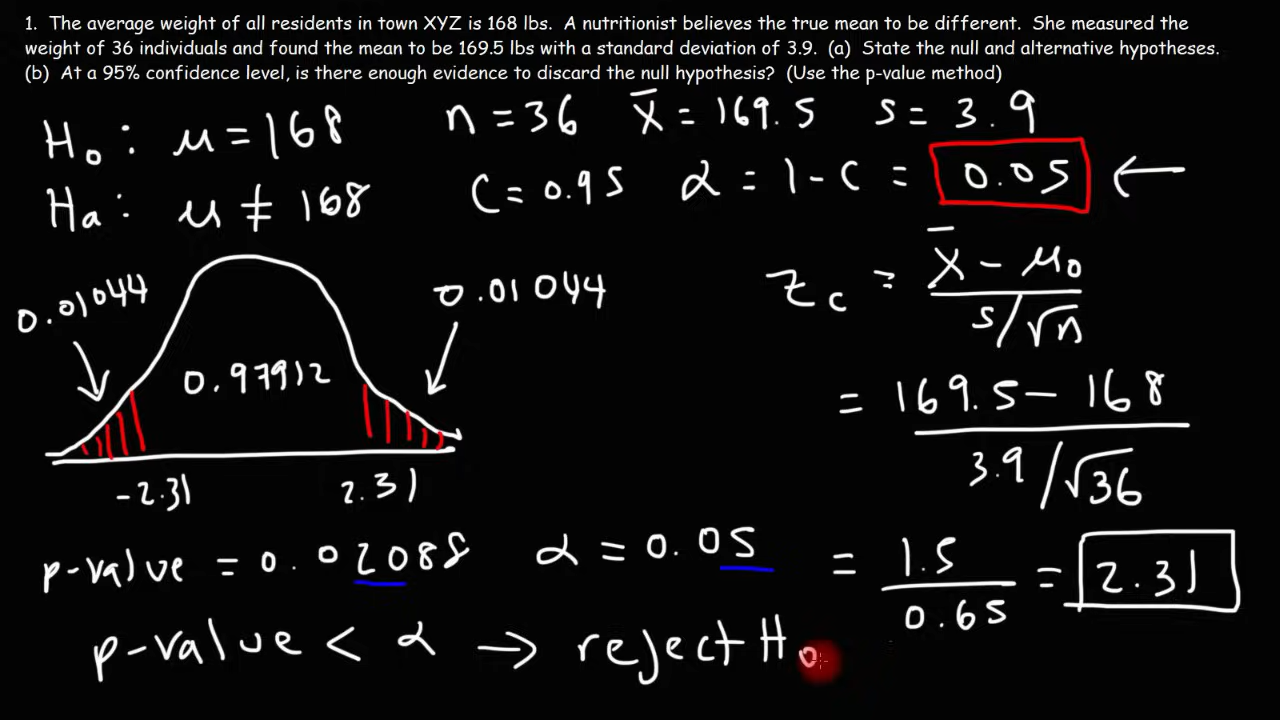 1. The average weight of all residents in town XYZ is 168 lbs. A nutritionist believes the true mean to be different. She measured the
weight of 36 individuals and found the mean to be 169.5 lbs with a standard deviation of 3.9. (a) State the null and alternative hypotheses.
(b) At a 95% confidence level, is there enough evidence to discard the null hypothesis? (Use the p-value method)
H₀: μ = 168
Hₐ: μ ≠ 168
n = 36 x̄ = 169.5 s = 3.9
C = 0.95 α = 1 - C = 0.05 ←
0.01044
0.01044
0.97912
-2.31 2.31
Z_c = (x̄ - μ₀) / (s/√n)
= (169.5 - 168) / (3.9/√36)
= 1.5 / 0.65 = 2.31
p-value = 0.02088 α = 0.05
p-value < α → reject H₀